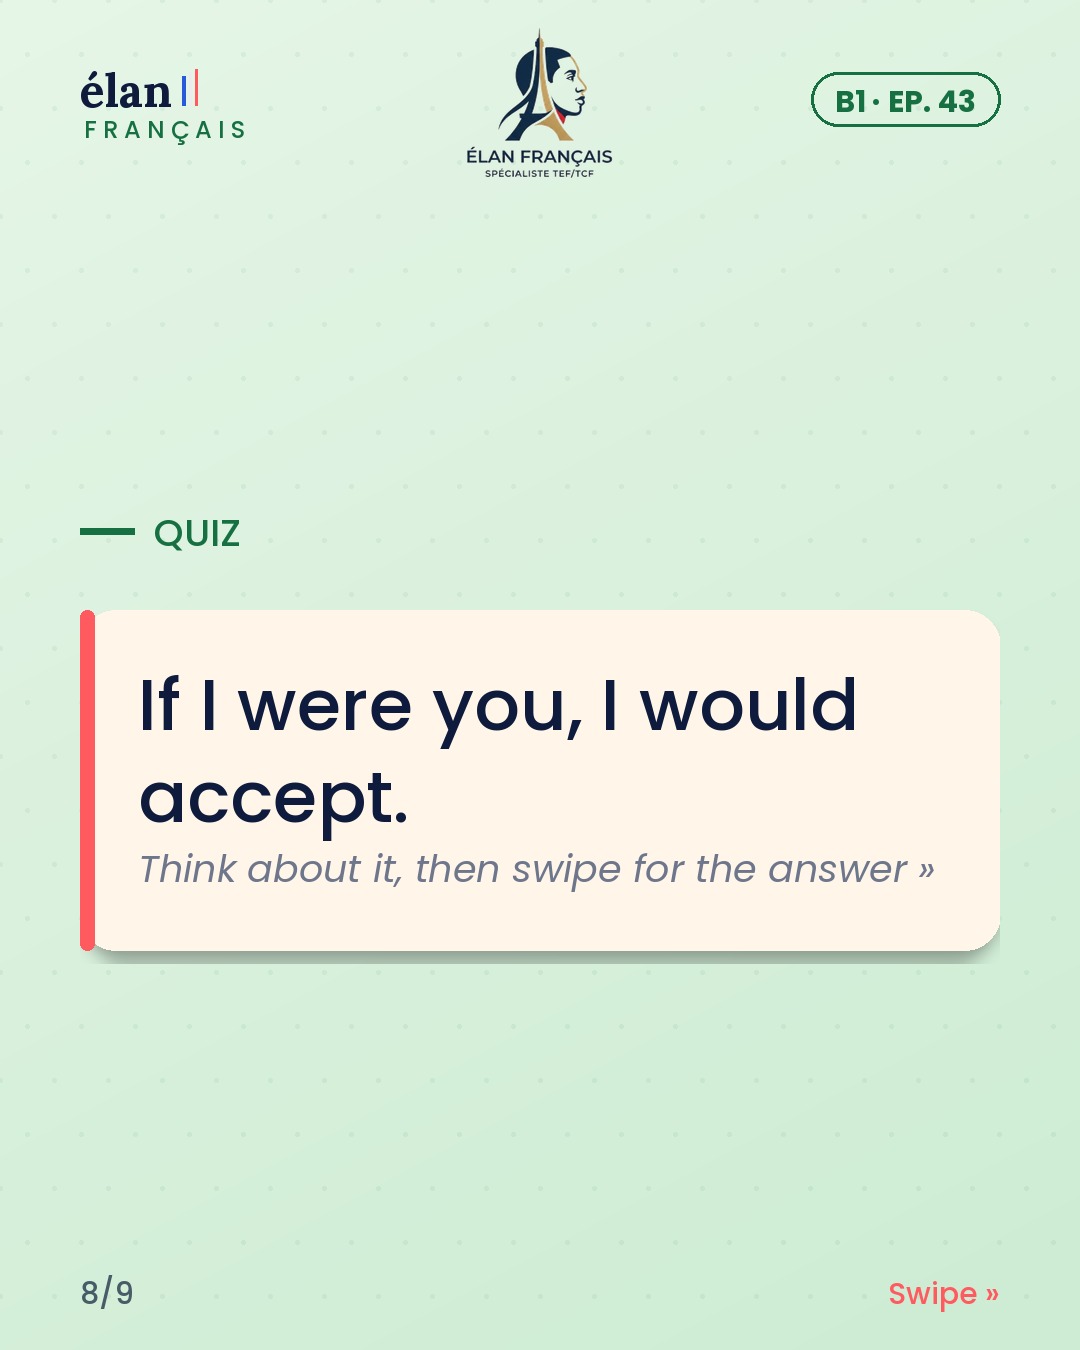 élan
FRANÇAIS
ÉLAN FRANÇAIS
SPÉCIALISTE TEF/TCF
B1 · EP. 43
QUIZ
If I were you, I would
accept.
Think about it, then swipe for the answer »
8/9
Swipe »